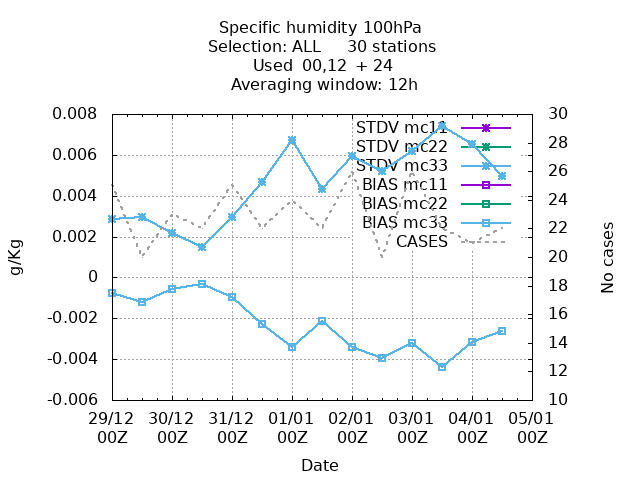 Specific humidity 100hPa
Selection: ALL 30 stations
Used 00,12 + 24
Averaging window: 12h
0.008
0.006
0.004
0.002
0
-0.002
-0.004
-0.006
g/Kg
STDV mc11
STDV mc22
STDV mc33
BIAS mc11
BIAS mc22
BIAS mc33
CASES
30
28
26
24
22
20
18
16
14
12
10
No cases
29/12 30/12 31/12 01/01 02/01 03/01 04/01 05/01
00Z 00Z 00Z 00Z 00Z 00Z 00Z 00Z
Date